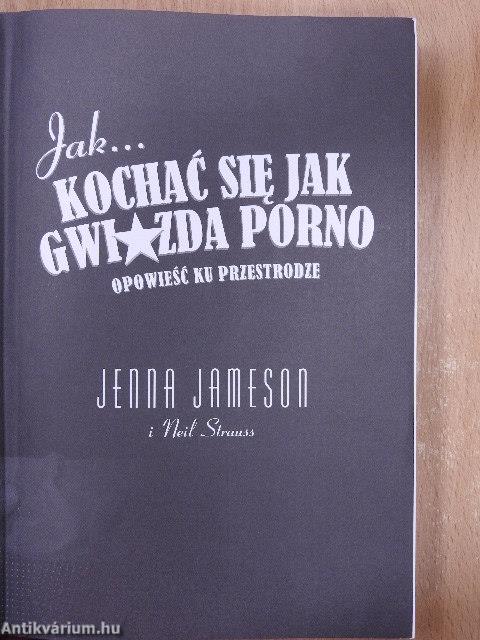 Jak...
KOCHAĆ SIĘ JAK
GWI★ZDA PORNO
OPOWIEŚĆ KU PRZESTRODZE
JENNA JAMESON
i Neil Strauss
Antikvárium.hu